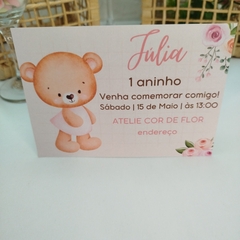 Júlia
1 aninho
Venha comemorar comigo!
Sábado | 15 de Maio | às 13:00
ATELIE COR DE FLOR
endereço